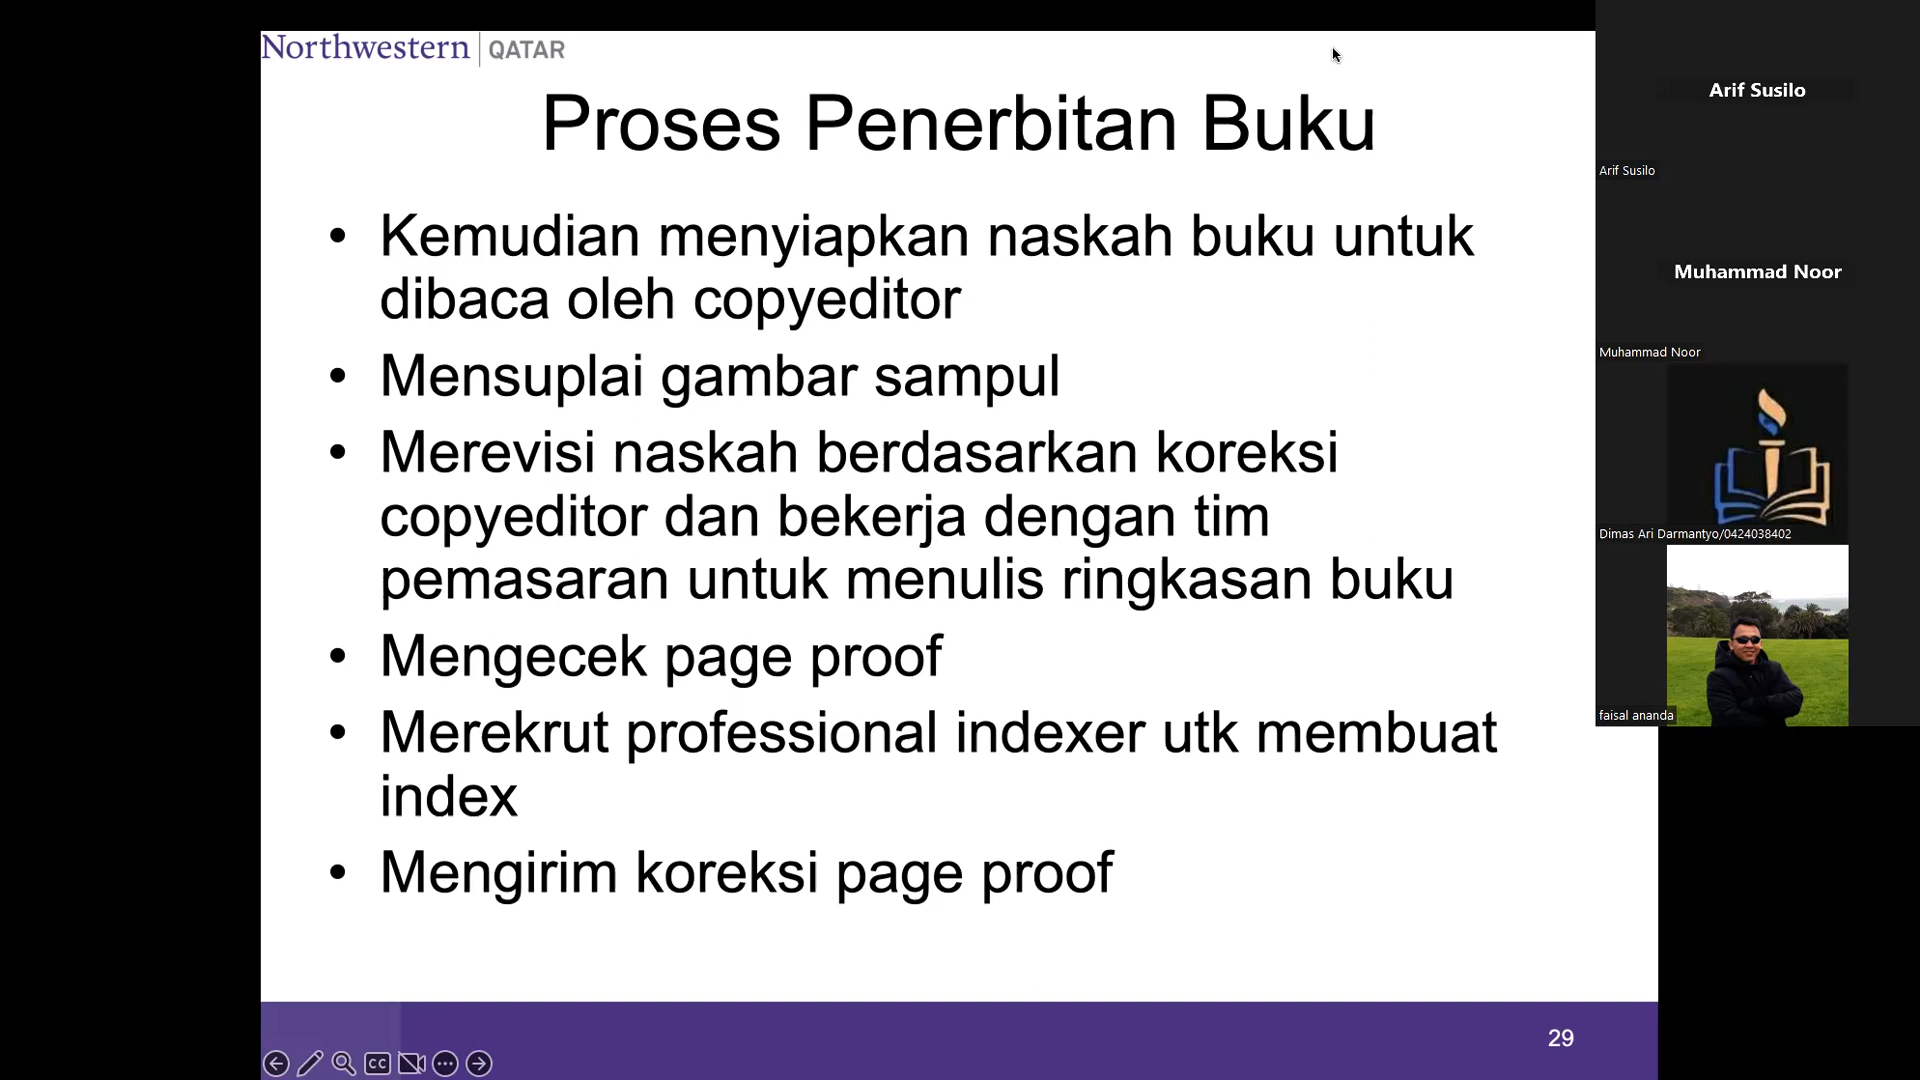 Northwestern | QATAR
Proses Penerbitan Buku
• Kemudian menyiapkan naskah buku untuk
dibaca oleh copyeditor
• Mensuplai gambar sampul
• Merevisi naskah berdasarkan koreksi
copyeditor dan bekerja dengan tim
pemasaran untuk menulis ringkasan buku
• Mengecek page proof
• Merekrut professional indexer utk membuat
index
• Mengirim koreksi page proof
29
CC
Arif Susilo
Arif Susilo
Muhammad Noor
Muhammad Noor
Dimas Ari Darmantyo/0424038402
faisal ananda